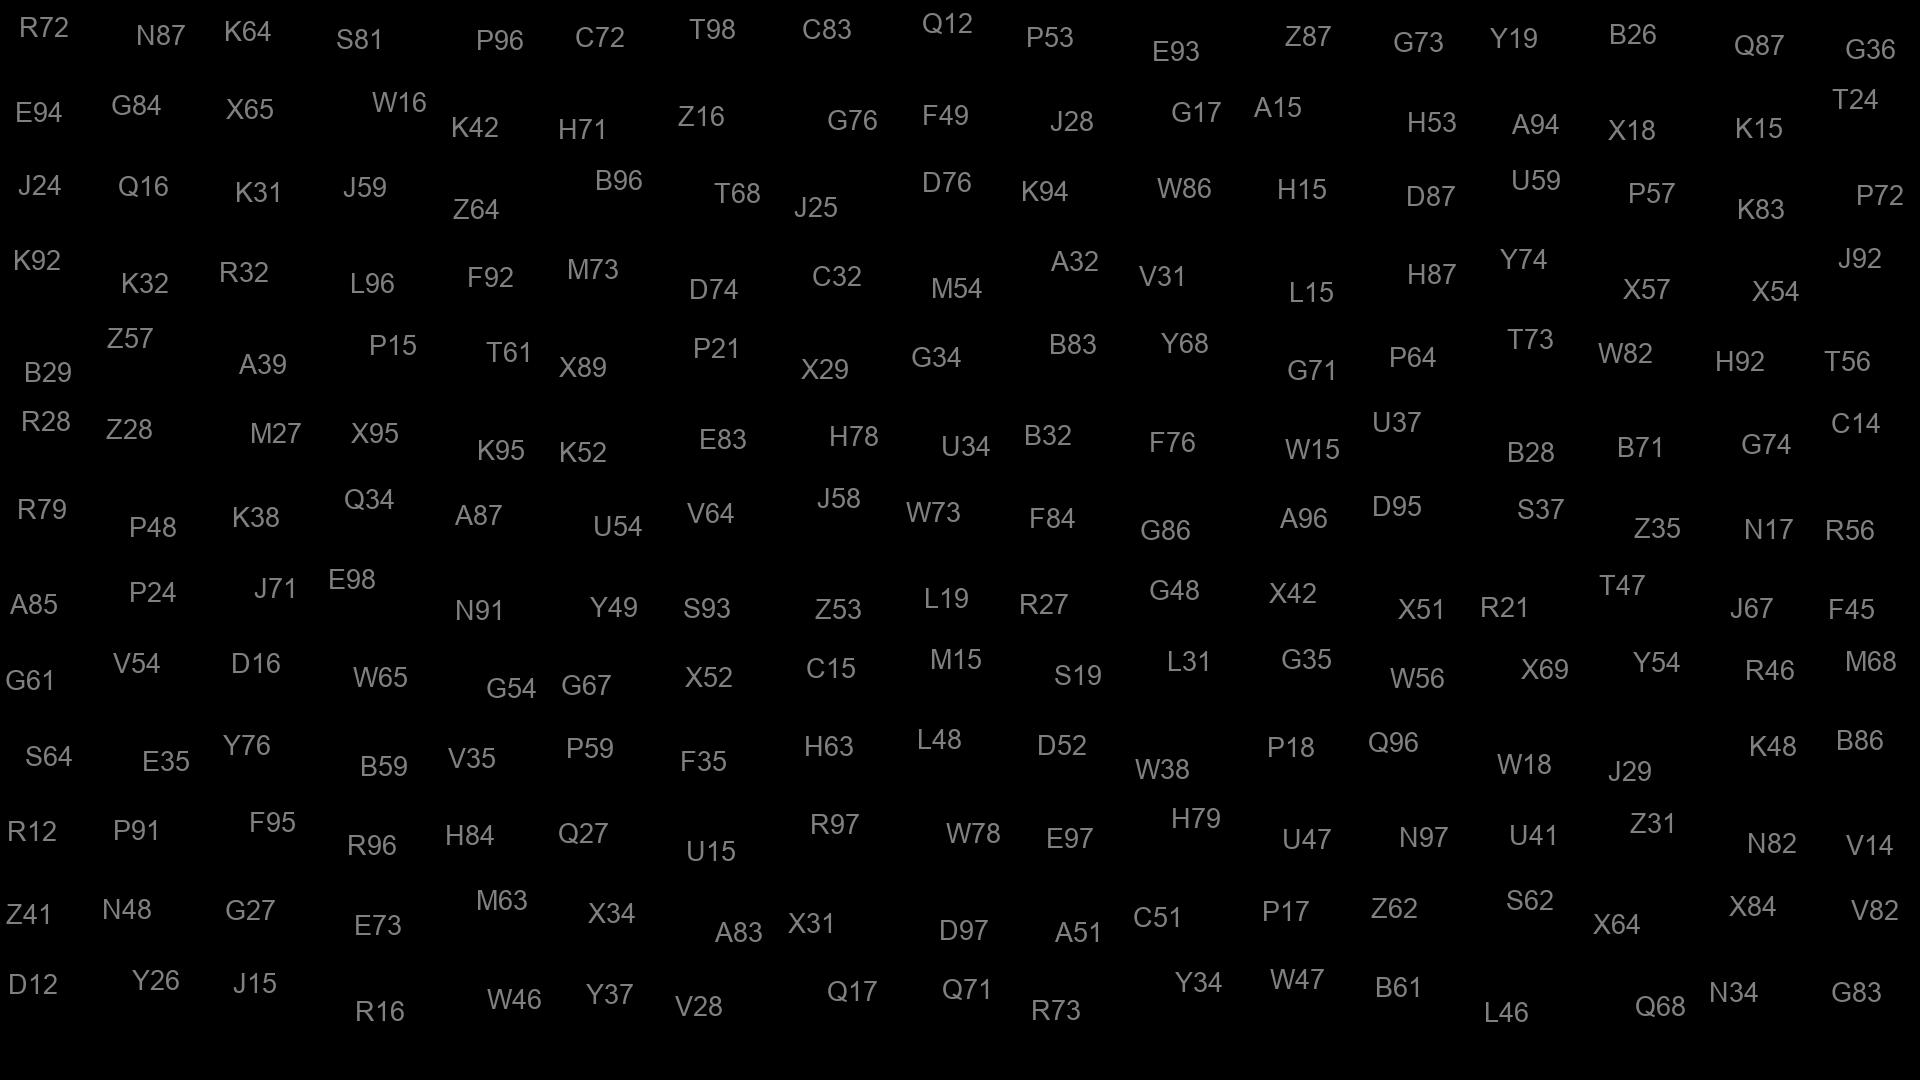 R72 N87 K64 S81 P96 C72 T98 C83 Q12 P53 E93 Z87 G73 Y19 B26 Q87 G36
E94 G84 X65 W16 K42 H71 Z16 G76 F49 J28 G17 A15 H53 A94 X18 K15 T24
J24 Q16 K31 J59 Z64 B96 T68 J25 D76 K94 W86 H15 D87 U59 P57 K83 P72
K92 K32 R32 L96 F92 M73 D74 C32 M54 A32 V31 L15 H87 Y74 X57 X54 J92
B29 Z57 A39 P15 T61 X89 P21 X29 G34 B83 Y68 G71 P64 T73 W82 H92 T56
R28 Z28 M27 X95 K95 K52 E83 H78 U34 B32 F76 W15 U37 B28 B71 G74 C14
R79 P48 K38 Q34 A87 U54 V64 J58 W73 F84 G86 A96 D95 S37 Z35 N17 R56
A85 P24 J71 E98 N91 Y49 S93 Z53 L19 R27 G48 X42 X51 R21 T47 J67 F45
G61 V54 D16 W65 G54 G67 X52 C15 M15 S19 L31 G35 W56 X69 Y54 R46 M68
S64 E35 Y76 B59 V35 P59 F35 H63 L48 D52 W38 P18 Q96 W18 J29 K48 B86
R12 P91 F95 R96 H84 Q27 U15 R97 W78 E97 H79 U47 N97 U41 Z31 N82 V14
Z41 N48 G27 E73 M63 X34 A83 X31 D97 A51 C51 P17 Z62 S62 X64 X84 V82
D12 Y26 J15 R16 W46 Y37 V28 Q17 Q71 R73 Y34 W47 B61 L46 Q68 N34 G83